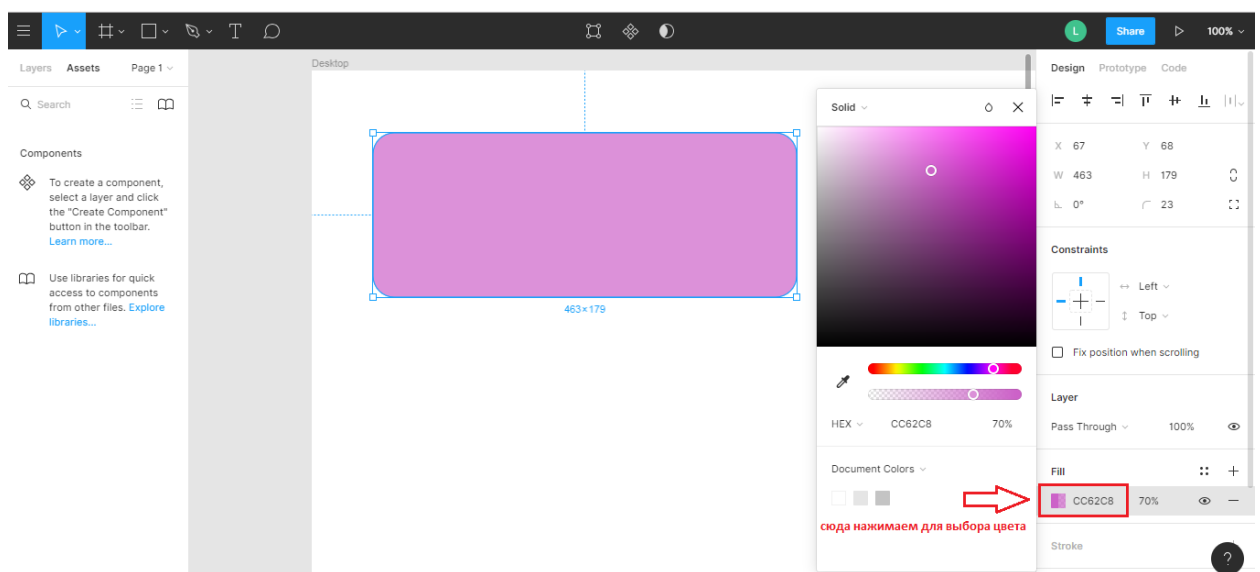 L
Share
100%
Layers Assets Page 1
Search
Components
To create a component,
select a layer and click
the "Create Component"
button in the toolbar.
Learn more...
Use libraries for quick
access to components
from other files. Explore
libraries...
Desktop
463×179
Solid
HEX CC62C8 70%
Document Colors
сюда нажимаем для выбора цвета
Design Prototype Code
X 67 Y 68
W 463 H 179
0° 23
Constraints
Left
Top
Fix position when scrolling
Layer
Pass Through 100%
Fill
CC62C8 70%
Stroke
?